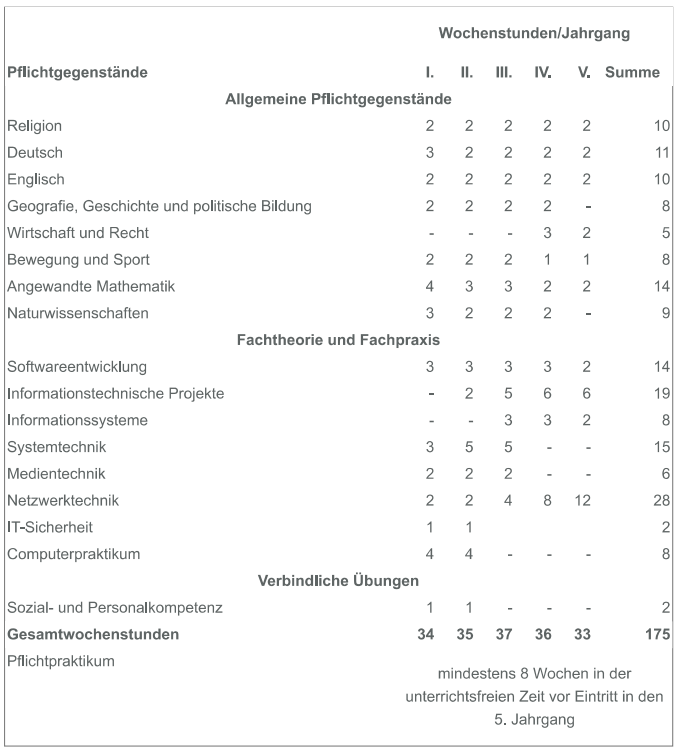 Wochenstunden/Jahrgang
Pflichtgegenstände I. II. III. IV. V. Summe
Allgemeine Pflichtgegenstände
Religion 2 2 2 2 2 10
Deutsch 3 2 2 2 2 11
Englisch 2 2 2 2 2 10
Geografie, Geschichte und politische Bildung 2 2 2 2 - 8
Wirtschaft und Recht - - - 3 2 5
Bewegung und Sport 2 2 2 1 1 8
Angewandte Mathematik 4 3 3 2 2 14
Naturwissenschaften 3 2 2 2 - 9
Fachtheorie und Fachpraxis
Softwareentwicklung 3 3 3 3 2 14
Informationstechnische Projekte - 2 5 6 6 19
Informationssysteme - - 3 3 2 8
Systemtechnik 3 5 5 - - 15
Medientechnik 2 2 2 - - 6
Netzwerktechnik 2 2 4 8 12 28
IT-Sicherheit 1 1 2
Computerpraktikum 4 4 - - - 8
Verbindliche Übungen
Sozial- und Personalkompetenz 1 1 - - - 2
Gesamtwochenstunden 34 35 37 36 33 175
Pflichtpraktikum
mindestens 8 Wochen in der
unterrichtsfreien Zeit vor Eintritt in den
5. Jahrgang